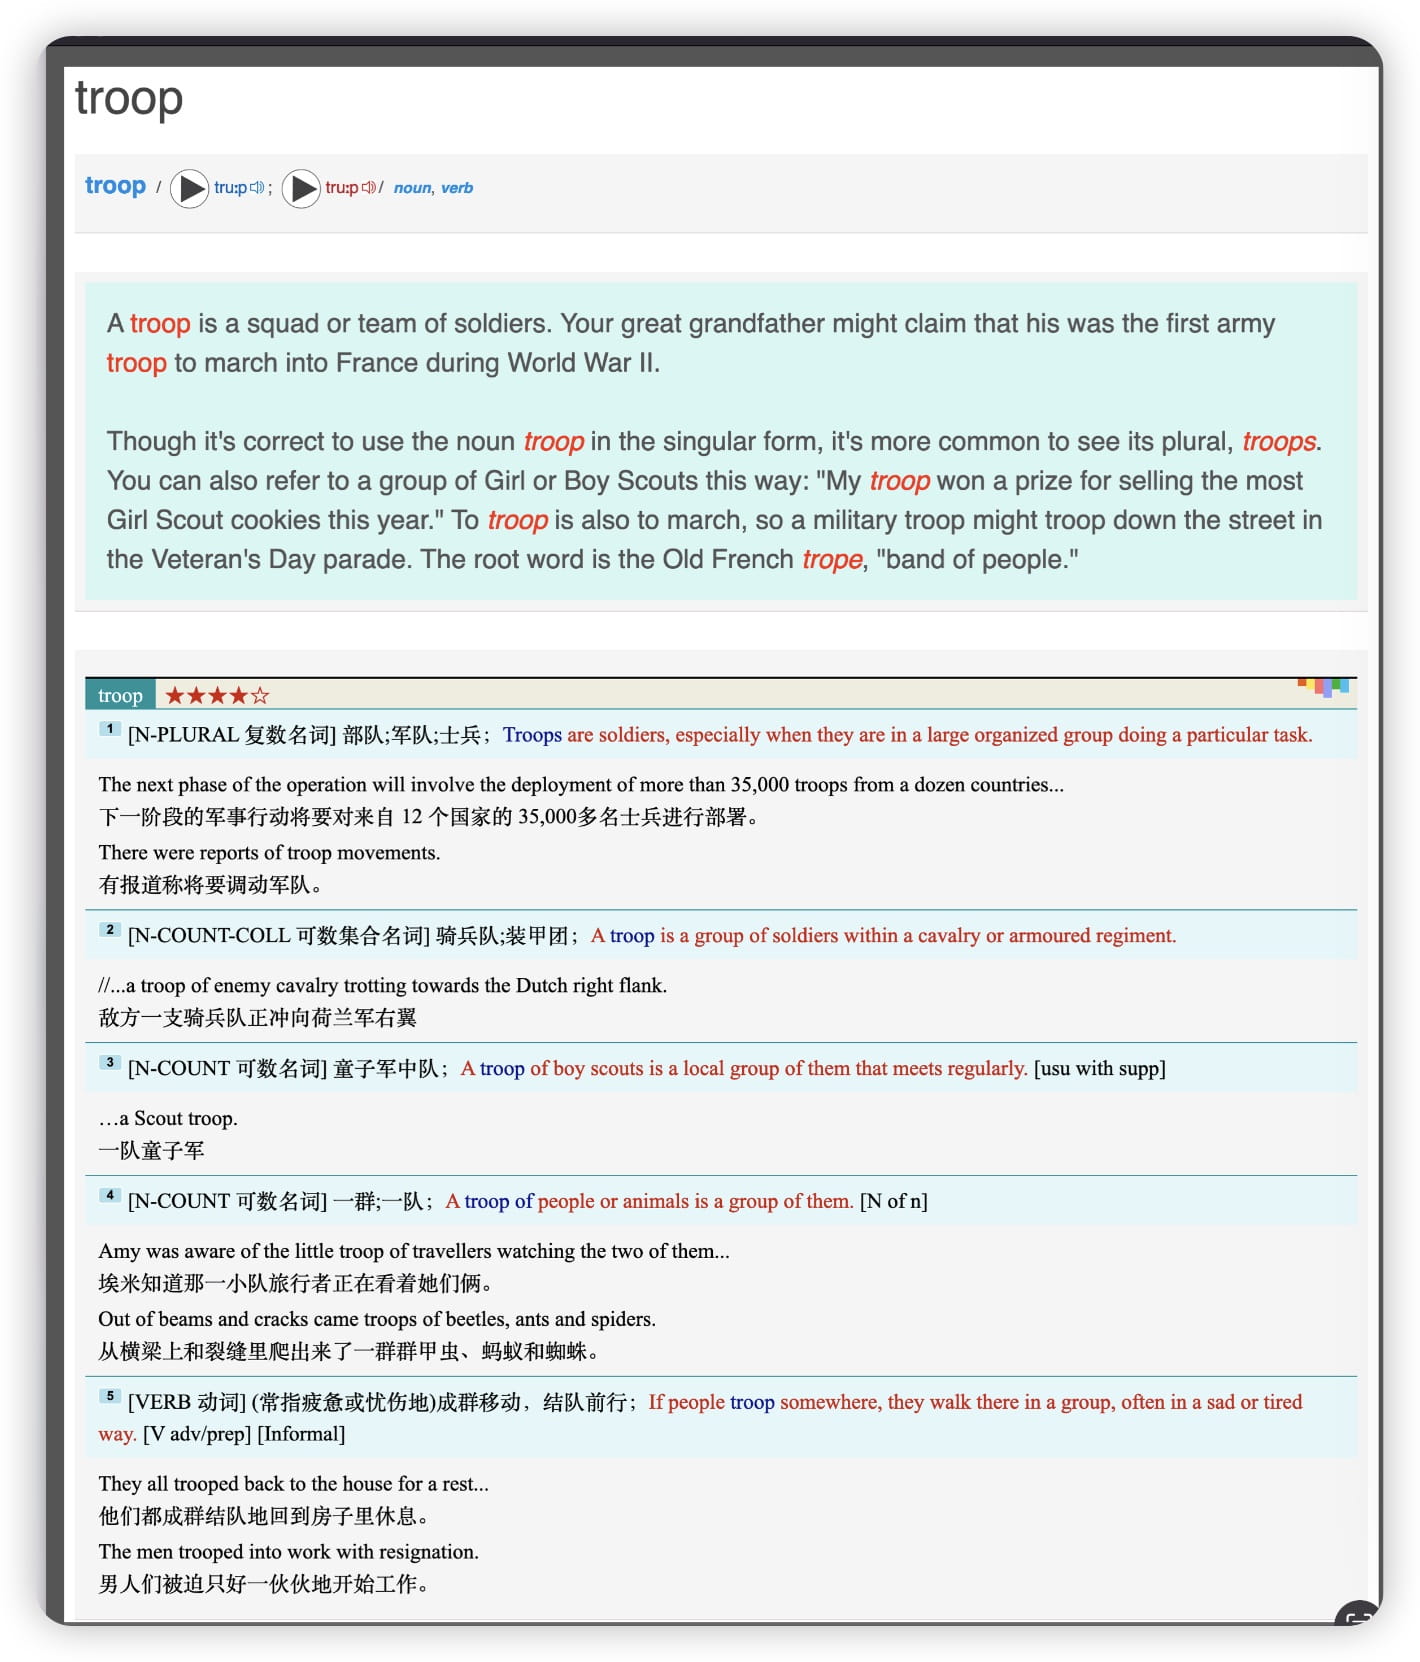 troop
troop / tru:p ; tru:p / noun, verb
A troop is a squad or team of soldiers. Your great grandfather might claim that his was the first army
troop to march into France during World War II.
Though it's correct to use the noun troop in the singular form, it's more common to see its plural, troops.
You can also refer to a group of Girl or Boy Scouts this way: "My troop won a prize for selling the most
Girl Scout cookies this year." To troop is also to march, so a military troop might troop down the street in
the Veteran's Day parade. The root word is the Old French trope, "band of people."
troop ★★★★☆
1 [N-PLURAL 复数名词] 部队;军队;士兵；Troops are soldiers, especially when they are in a large organized group doing a particular task.
The next phase of the operation will involve the deployment of more than 35,000 troops from a dozen countries...
下一阶段的军事行动将要对来自 12 个国家的 35,000多名士兵进行部署。
There were reports of troop movements.
有报道称将要调动军队。
2 [N-COUNT-COLL 可数集合名词] 骑兵队;装甲团；A troop is a group of soldiers within a cavalry or armoured regiment.
//...a troop of enemy cavalry trotting towards the Dutch right flank.
敌方一支骑兵队正冲向荷兰军右翼
3 [N-COUNT 可数名词] 童子军中队；A troop of boy scouts is a local group of them that meets regularly. [usu with supp]
…a Scout troop.
一队童子军
4 [N-COUNT 可数名词] 一群;一队；A troop of people or animals is a group of them. [N of n]
Amy was aware of the little troop of travellers watching the two of them...
埃米知道那一小队旅行者正在看着她们俩。
Out of beams and cracks came troops of beetles, ants and spiders.
从横梁上和裂缝里爬出来了一群群甲虫、蚂蚁和蜘蛛。
5 [VERB 动词] (常指疲惫或忧伤地)成群移动，结队前行；If people troop somewhere, they walk there in a group, often in a sad or tired
way. [V adv/prep] [Informal]
They all trooped back to the house for a rest...
他们都成群结队地回到房子里休息。
The men trooped into work with resignation.
男人们被迫只好一伙伙地开始工作。